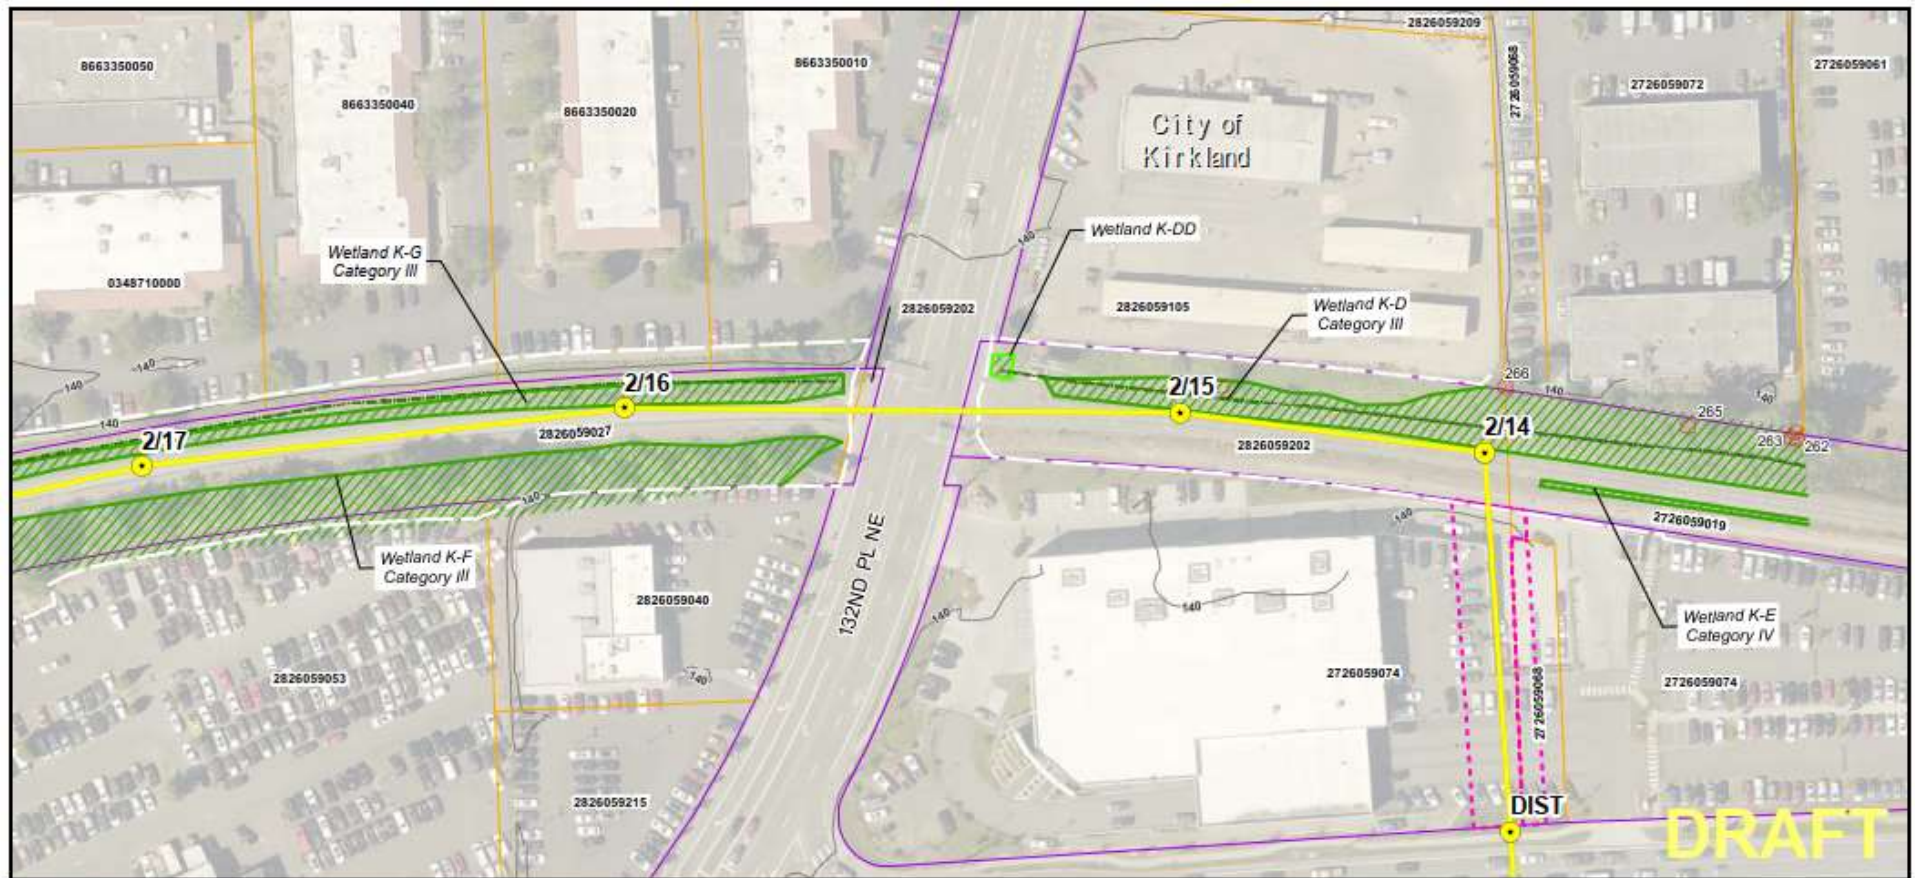 2826059209
8663350050
8663350010
2726059061
2726059068
2726059072
8663350040
8663350020
City of
Kirkland
Wetland K-DD
140
Wetland K-G
Category III
0348710000
2826059202
2826059105
Wetland K-D
Category III
140
140
140
2/16
2/15
266
140
140
265
2/17
140
2826059027
2826059202
2/14
263
262
140
140
2726059019
Wetland K-F
Category III
132ND PL NE
2826059040
140
140
Wetland K-E
Category IV
2826059053
140
2726059074
2726059068
2726059074
2826059215
DIST
DRAFT